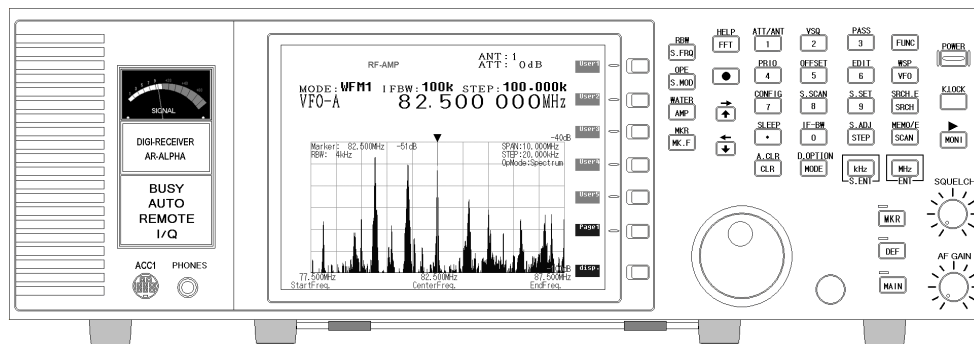 SIGNAL
DIGI-RECEIVER
AR-ALPHA
BUSY
AUTO
REMOTE
I/Q
ACC1 PHONES
RF-AMP
ANT:1
ATT: 0dB
MODE:WFM1 IFBW:100k STEP:100.000k
VFO-A 82.500 000MHz
-40dB
Marker: 82.500MHz -51dB
RBW: 4kHz
SPAN:10.000MHz
STEP:20.000kHz
OpMode:Spectrum
77.500MHz 82.500MHz 87.500MHz
StartFreq. CenterFreq. EndFreq.
User1
User2
User3
User4
User5
Page1
disp.
RBW
S.FRQ
OPE
S.MOD
WATER
AMP
MKR
MK.F
HELP
FFT
ATT/ANT
1
VSQ
2
PASS
3
FUNC
PRIO
4
OFFSET
5
EDIT
6
WSP
VFO
CONFIG
7
S.SCAN
8
S.SET
9
SRCH.E
SRCH
SLEEP
.
IF-BW
0
S.ADJ
STEP
MEMO/E
SCAN
A.CLR
CLR
D.OPTION
MODE
kHz
S.ENT
MHz
ENT
POWER
K.LOCK
MONI
SQUELCH
MKR
DEF
MAIN
AF GAIN